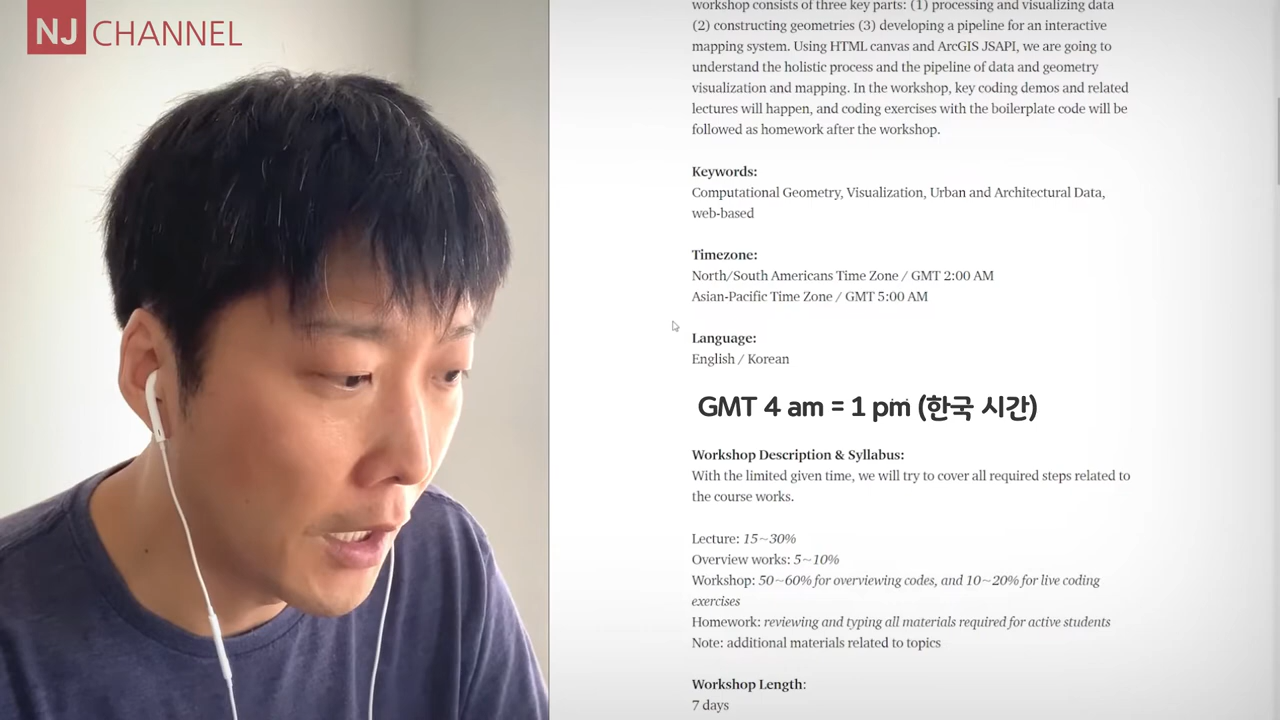 NJ CHANNEL
workshop consists of three key parts: (1) processing and visualizing data
(2) constructing geometries (3) developing a pipeline for an interactive
mapping system. Using HTML canvas and ArcGIS JSAPI, we are going to
understand the holistic process and the pipeline of data and geometry
visualization and mapping. In the workshop, key coding demos and related
lectures will happen, and coding exercises with the boilerplate code will be
followed as homework after the workshop.
Keywords:
Computational Geometry, Visualization, Urban and Architectural Data,
web-based
Timezone:
North/South Americans Time Zone / GMT 2:00 AM
Asian-Pacific Time Zone / GMT 5:00 AM
Language:
English / Korean
GMT 4 am = 1 pm (한국 시간)
Workshop Description & Syllabus:
With the limited given time, we will try to cover all required steps related to
the course works.
Lecture: 15~30%
Overview works: 5~10%
Workshop: 50~60% for overviewing codes, and 10~20% for live coding
exercises
Homework: reviewing and typing all materials required for active students
Note: additional materials related to topics
Workshop Length:
7 days